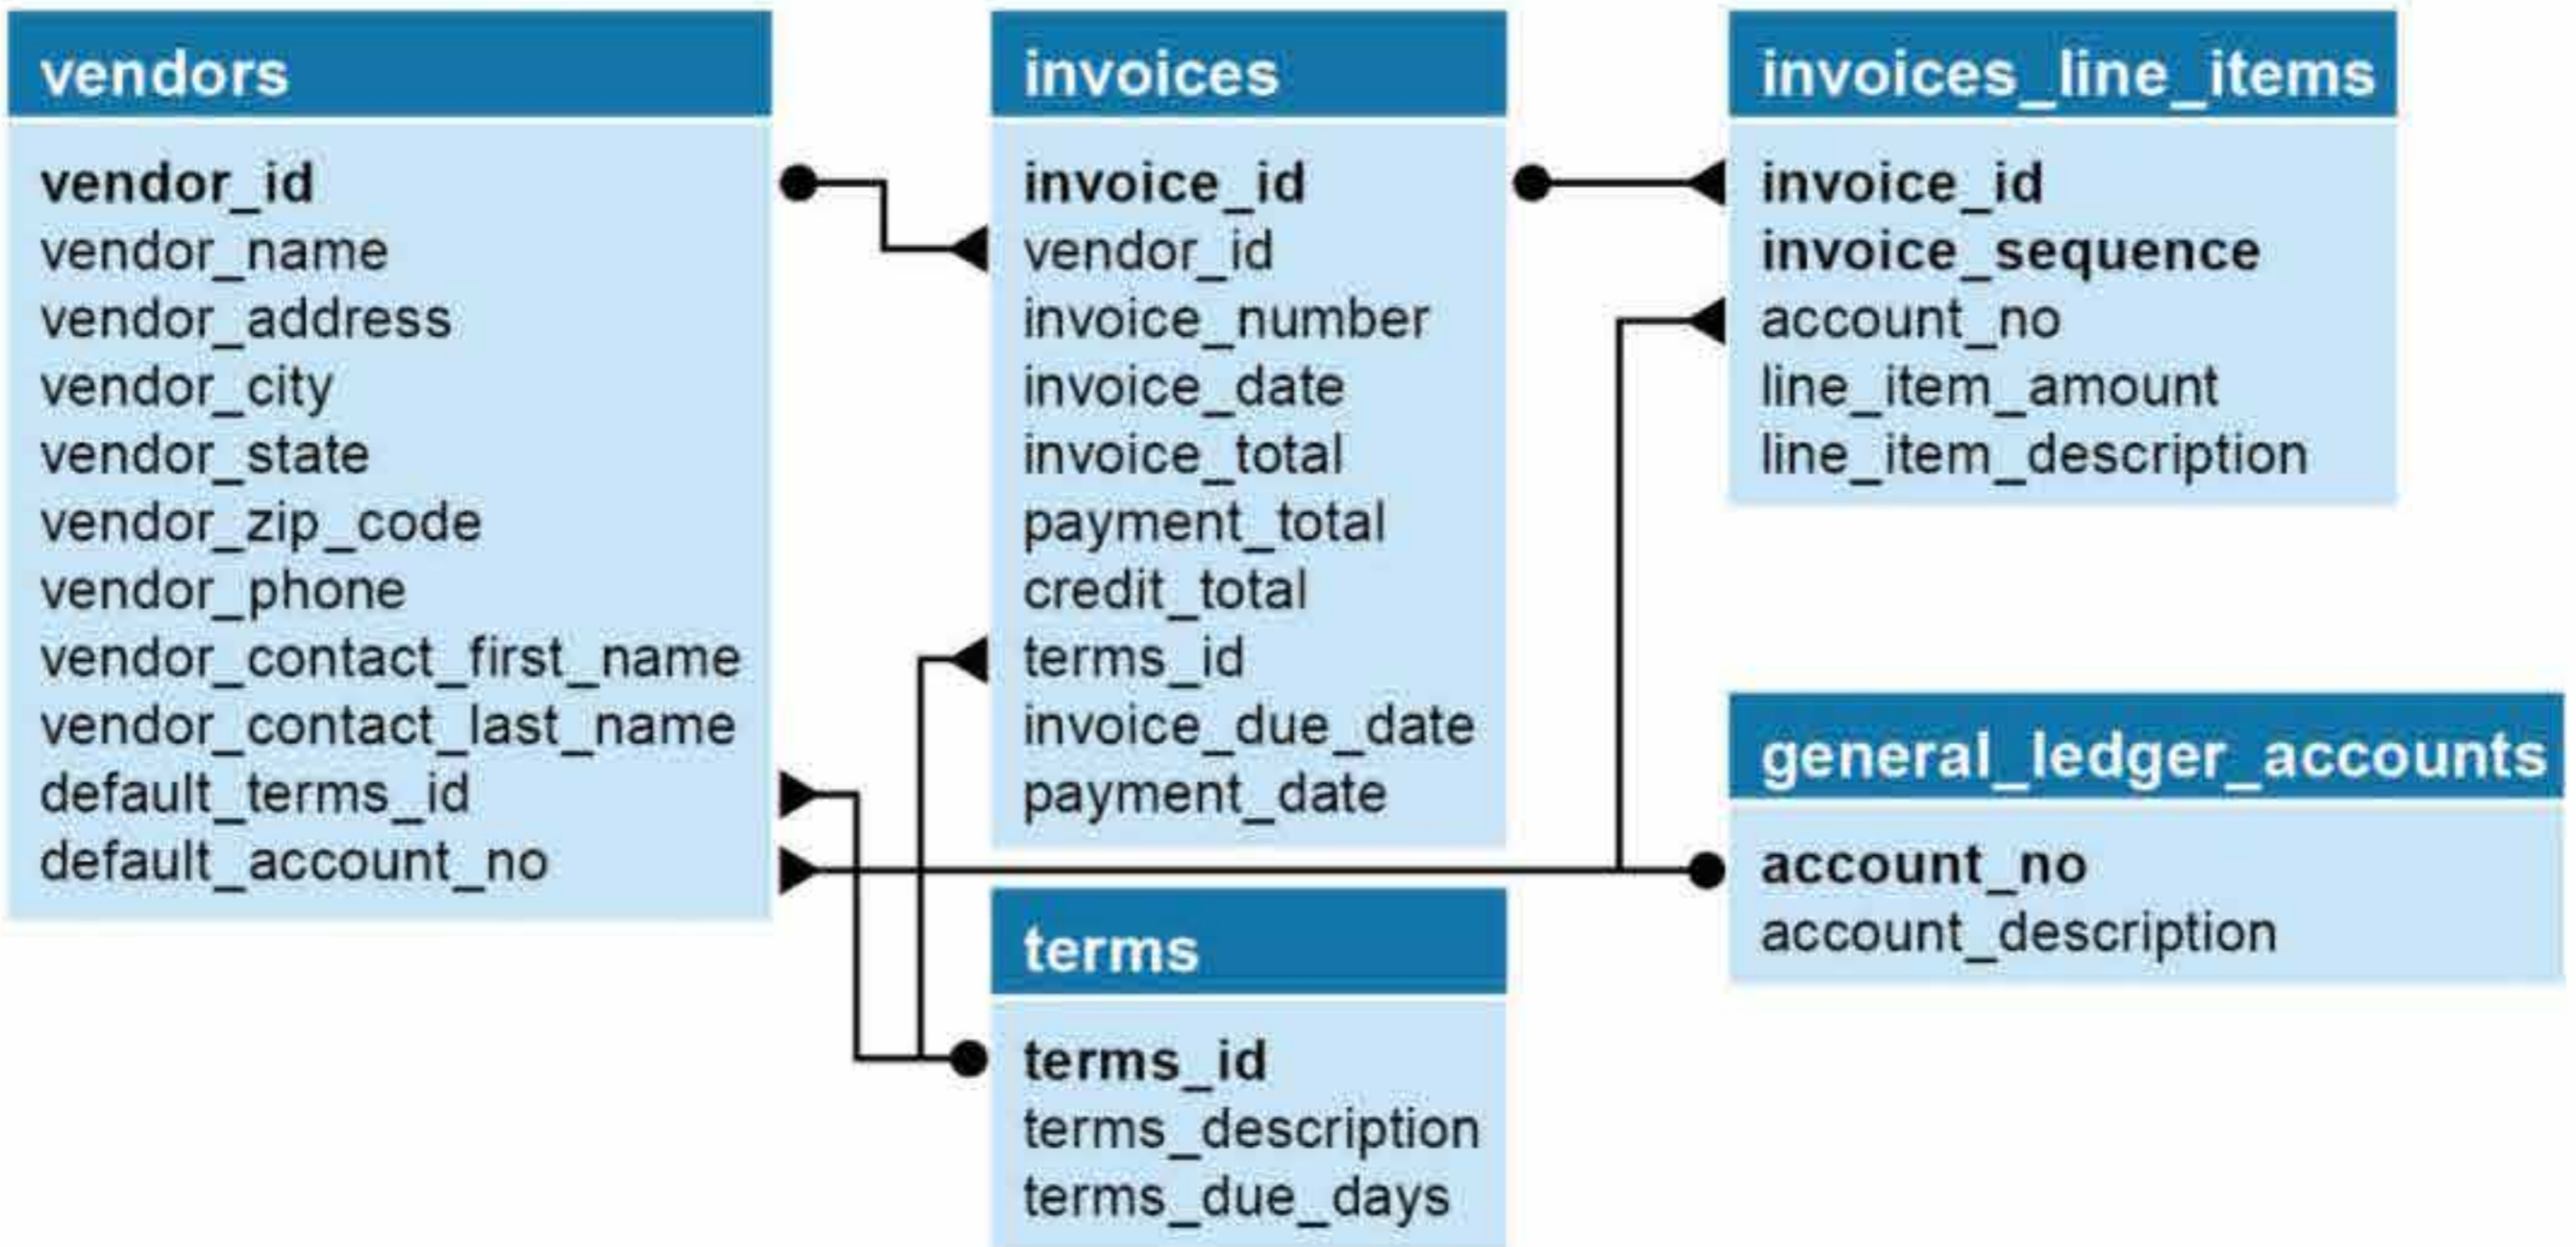 vendors
vendor_id
vendor_name
vendor_address
vendor_city
vendor_state
vendor_zip_code
vendor_phone
vendor_contact_first_name
vendor_contact_last_name
default_terms_id
default_account_no
invoices
invoice_id
vendor_id
invoice_number
invoice_date
invoice_total
payment_total
credit_total
terms_id
invoice_due_date
payment_date
terms
terms_id
terms_description
terms_due_days
invoices_line_items
invoice_id
invoice_sequence
account_no
line_item_amount
line_item_description
general_ledger_accounts
account_no
account_description